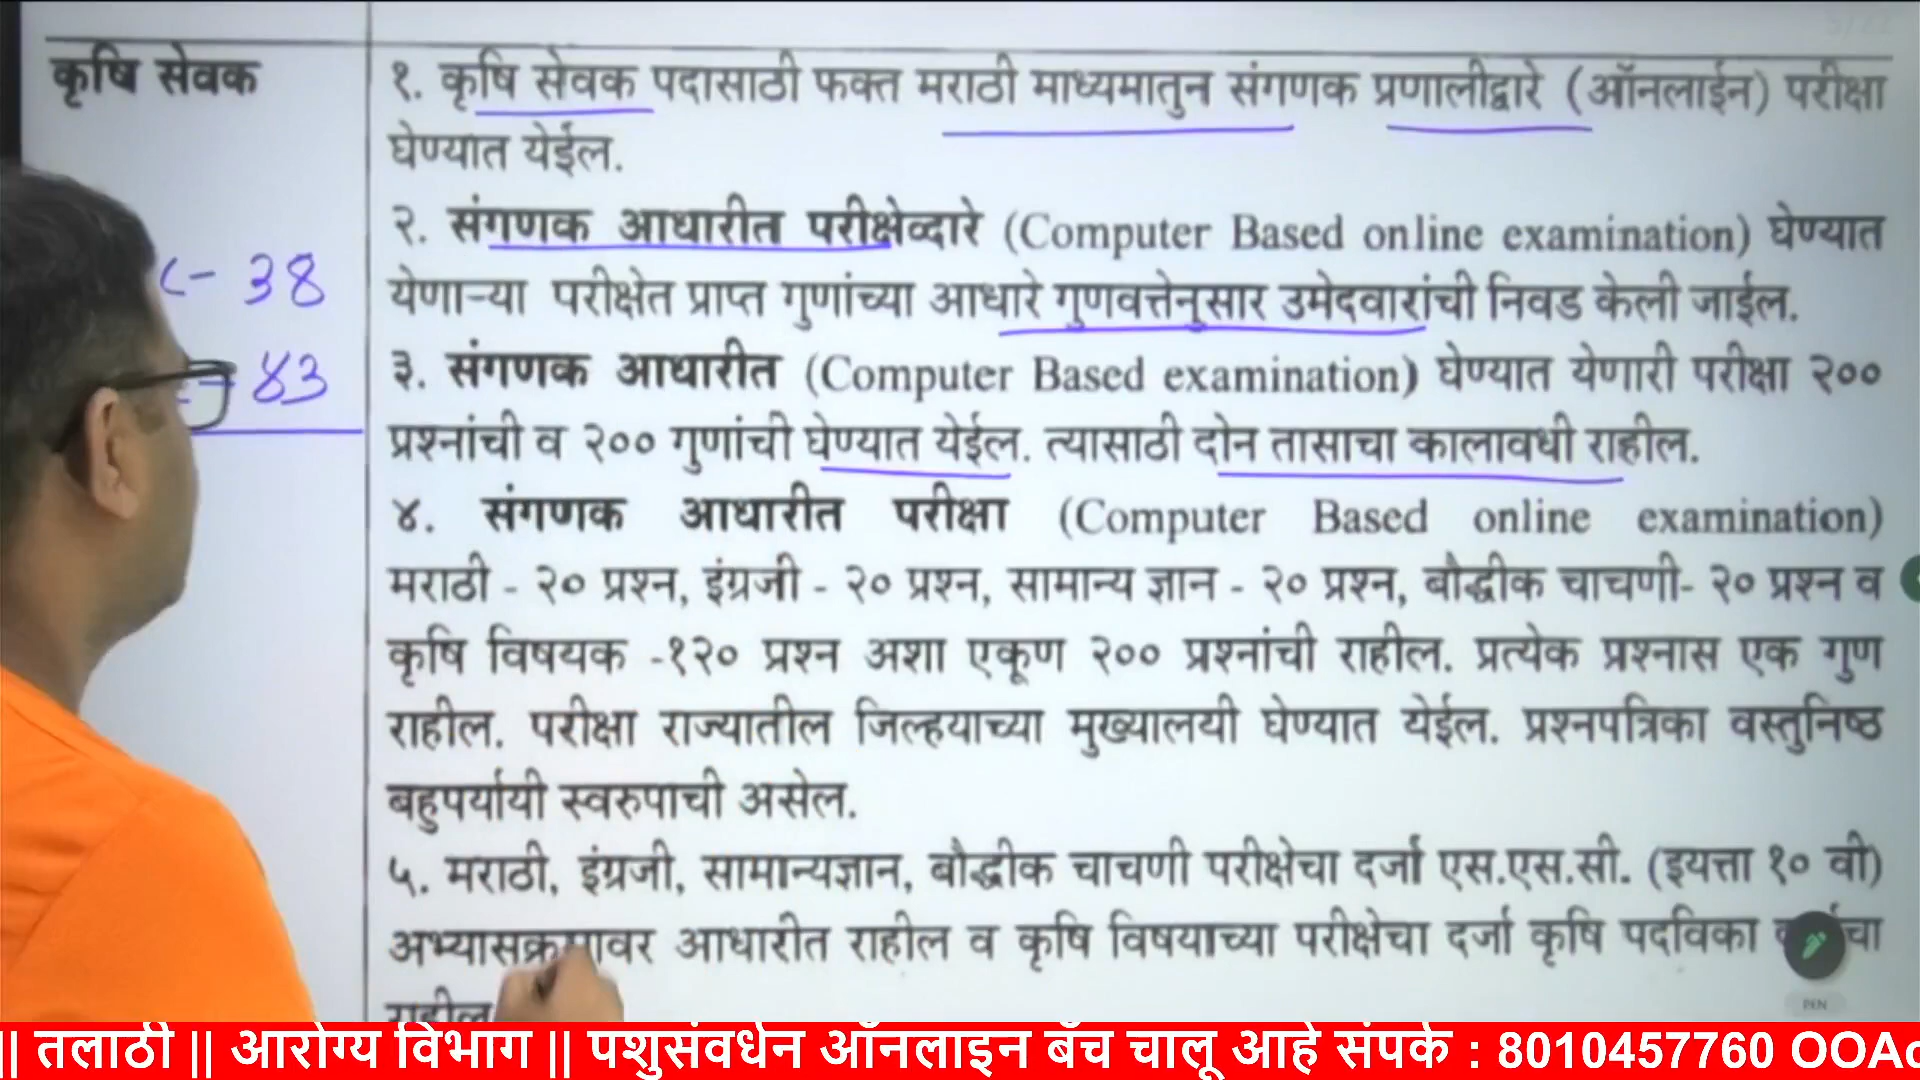 कृषि सेवक
१. कृषि सेवक पदासाठी फक्त मराठी माध्यमातुन संगणक प्रणालीद्वारे (ऑनलाईन) परीक्षा
घेण्यात येईल.
२. संगणक आधारीत परीक्षेव्दारे (Computer Based online examination) घेण्यात
येणाऱ्या परीक्षेत प्राप्त गुणांच्या आधारे गुणवत्तेनुसार उमेदवारांची निवड केली जाईल.
38
३. संगणक आधारीत (Computer Based examination) घेण्यात येणारी परीक्षा २००
प्रश्नांची व २०० गुणांची घेण्यात येईल. त्यासाठी दोन तासाचा कालावधी राहील.
४. संगणक आधारीत परीक्षा (Computer Based online examination)
मराठी - २० प्रश्न, इंग्रजी - २० प्रश्न, सामान्य ज्ञान - २० प्रश्न, बौद्धीक चाचणी- २० प्रश्न व
कृषि विषयक -१२० प्रश्न अशा एकूण २०० प्रश्नांची राहील. प्रत्येक प्रश्नास एक गुण
राहील. परीक्षा राज्यातील जिल्हयाच्या मुख्यालयी घेण्यात येईल. प्रश्नपत्रिका वस्तुनिष्ठ
बहुपर्यायी स्वरुपाची असेल.
५. मराठी, इंग्रजी, सामान्यज्ञान, बौद्धीक चाचणी परीक्षेचा दर्जा एस.एस.सी. (इयत्ता १० वी)
आधारीत राहील व कृषि विषयाच्या परीक्षेचा दर्जा कृषि पदविका
PEN
|| तलाठी || आरोग्य विभाग || पशुसंवर्धन ऑनलाइन बॅच चालू आहे संपर्क : 8010457760 OOAc